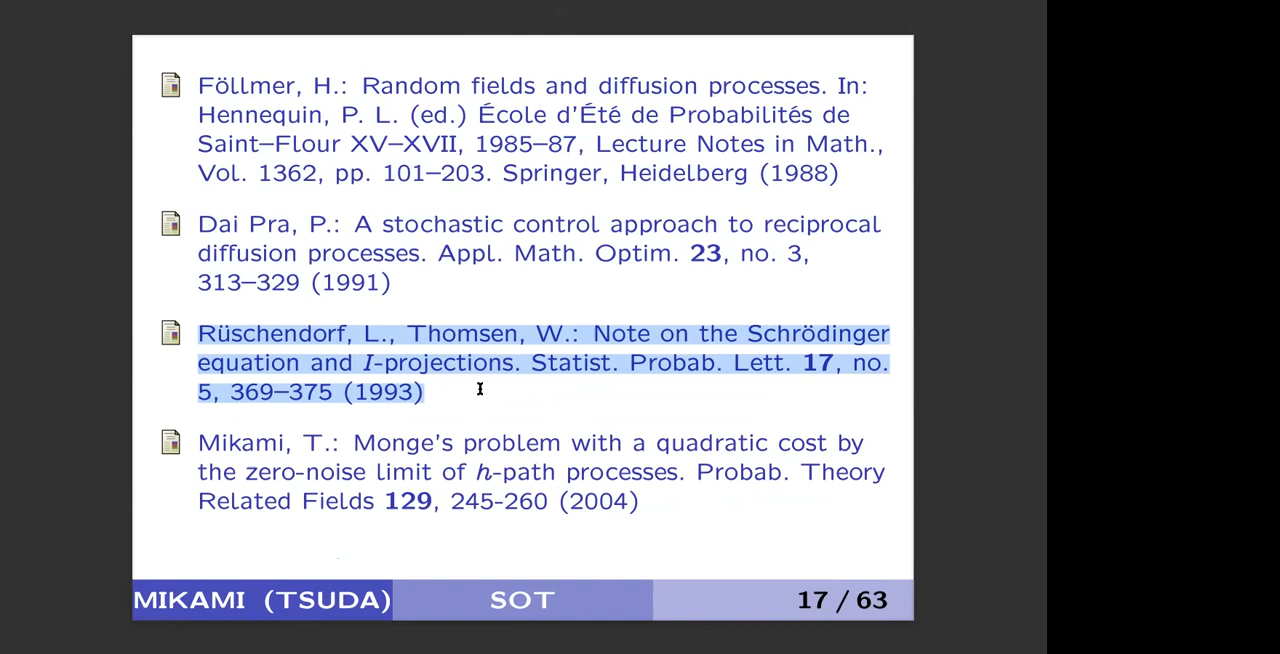 Föllmer, H.: Random fields and diffusion processes. In:
Hennequin, P. L. (ed.) École d'Été de Probabilités de
Saint–Flour XV–XVII, 1985–87, Lecture Notes in Math.,
Vol. 1362, pp. 101–203. Springer, Heidelberg (1988)
Dai Pra, P.: A stochastic control approach to reciprocal
diffusion processes. Appl. Math. Optim. 23, no. 3,
313–329 (1991)
Rüschendorf, L., Thomsen, W.: Note on the Schrödinger
equation and I-projections. Statist. Probab. Lett. 17, no.
5, 369–375 (1993)
Mikami, T.: Monge's problem with a quadratic cost by
the zero-noise limit of h-path processes. Probab. Theory
Related Fields 129, 245-260 (2004)
MIKAMI (TSUDA) SOT 17 / 63